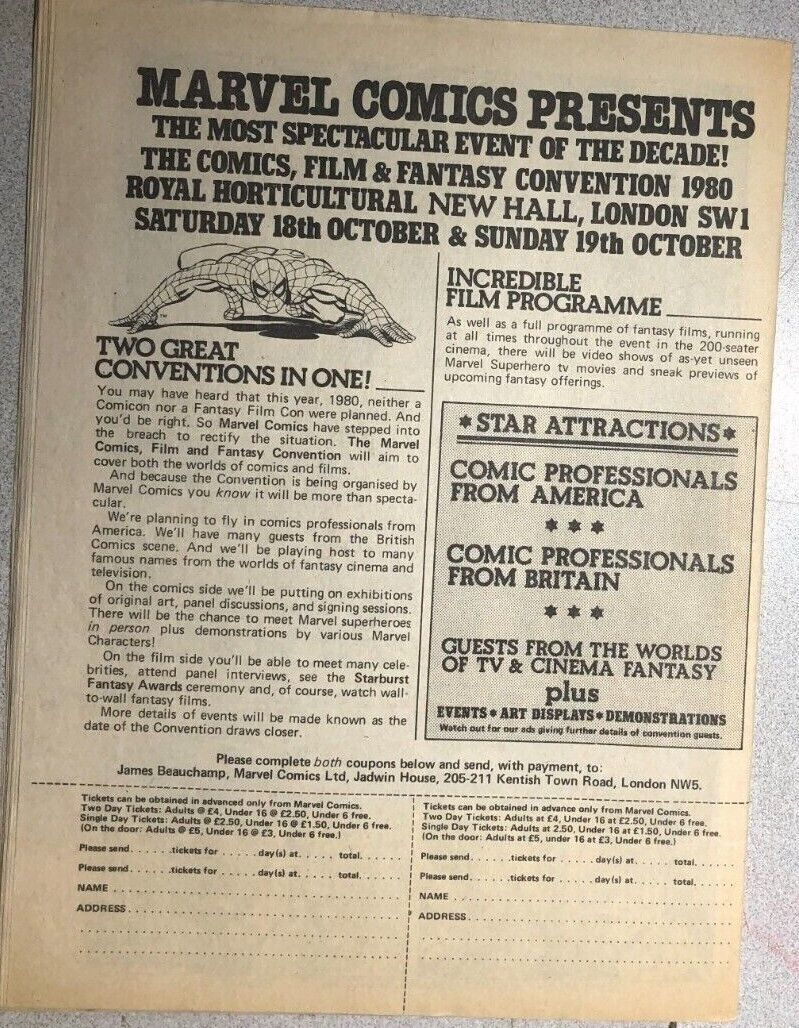 MARVEL COMICS PRESENTS
THE MOST SPECTACULAR EVENT OF THE DECADE!
THE COMICS, FILM & FANTASY CONVENTION 1980
ROYAL HORTICULTURAL NEW HALL, LONDON SW1
SATURDAY 18th OCTOBER & SUNDAY 19th OCTOBER
TM
TWO GREAT
CONVENTIONS IN ONE!
You may have heard that this year, 1980, neither a
Comicon nor a Fantasy Film Con were planned. And
you'd be right. So Marvel Comics have stepped into
the breach to rectify the situation. The Marvel
Comics, Film and Fantasy Convention will aim to
cover both the worlds of comics and films.
And because the Convention is being organised by
Marvel Comics you know it will be more than specta-
cular.
We're planning to fly in comics professionals from
America. We'll have many guests from the British
Comics scene. And we'll be playing host to many
famous names from the worlds of fantasy cinema and
television.
On the comics side we'll be putting on exhibitions
of original art, panel discussions, and signing sessions.
There will be the chance to meet Marvel superheroes
in person plus demonstrations by various Marvel
Characters!
On the film side you'll be able to meet many cele-
brities, attend panel interviews, see the Starburst
Fantasy Awards ceremony and, of course, watch wall-
to-wall fantasy films.
More details of events will be made known as the
date of the Convention draws closer.
INCREDIBLE
FILM PROGRAMME
As well as a full programme of fantasy films, running
at all times throughout the event in the 200-seater
cinema, there will be video shows of as-yet unseen
Marvel Superhero tv movies and sneak previews of
upcoming fantasy offerings.
★STAR ATTRACTIONS★
COMIC PROFESSIONALS
FROM AMERICA
★ ★ ★
COMIC PROFESSIONALS
FROM BRITAIN
★ ★ ★
GUESTS FROM THE WORLDS
OF TV & CINEMA FANTASY
plus
EVENTS★ART DISPLAYS★DEMONSTRATIONS
Watch out for our ads giving further details of convention guests.
Please complete both coupons below and send, with payment, to:
James Beauchamp, Marvel Comics Ltd, Jadwin House, 205-211 Kentish Town Road, London NW5.
Tickets can be obtained in advanced only from Marvel Comics.
Two Day Tickets: Adults @ £4, Under 16 @ £2.50, Under 6 free.
Single Day Tickets: Adults @ £2.50, Under 16 @ £1.50, Under 6 free.
(On the door: Adults @ £5, Under 16 @ £3, Under 6 free.)
Please send. . . . . . .tickets for . . . . . day(s) at. . . . . total. . . . . .
Please send. . . . . . .tickets for . . . . . day(s) at. . . . . total. . . . . .
NAME . . . . . . . . . . . . . . . . . . . . . . . . . . . . . .
ADDRESS. . . . . . . . . . . . . . . . . . . . . . . . . . . . .
Tickets can be obtained in advance only from Marvel Comics.
Two Day Tickets: Adults at £4, Under 16 at £2.50, Under 6 free.
Single Day Tickets: Adults at 2.50, Under 16 at £1.50, Under 6 free.
(On the door: Adults at £5, under 16 at £3, Under 6 free.)
Please send. . . . . . .tickets for . . . . . day(s) at. . . . . total. . . . . .
Please send. . . . . . .tickets for . . . . . day(s) at. . . . . total. . . . . .
NAME . . . . . . . . . . . . . . . . . . . . . . . . . . . . . .
ADDRESS. . . . . . . . . . . . . . . . . . . . . . . . . . . . .